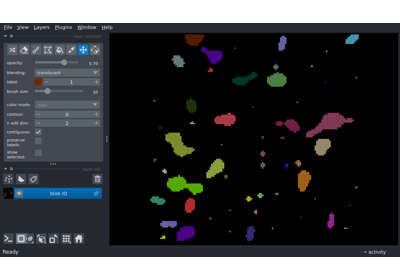 File View Layers Plugins Window Help
opacity: 0.70
blending: translucent
label: 1
brush size: 10
color mode:
contour: 0
n edit dim: 2
contiguous:
preserve labels:
show selected:
blob ID
Ready activity